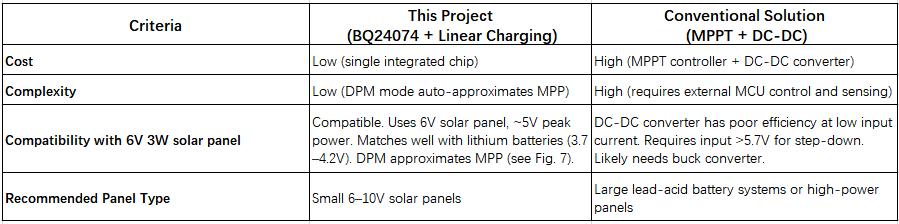 Criteria
This Project
(BQ24074 + Linear Charging)
Conventional Solution
(MPPT + DC-DC)
Cost
Low (single integrated chip)
High (MPPT controller + DC-DC converter)
Complexity
Low (DPM mode auto-approximates MPP)
High (requires external MCU control and sensing)
Compatibility with 6V 3W solar panel
Compatible. Uses 6V solar panel, ~5V peak
power. Matches well with lithium batteries (3.7
–4.2V). DPM approximates MPP (see Fig. 7).
DC-DC converter has poor efficiency at low input
current. Requires input >5.7V for step-down.
Likely needs buck converter.
Recommended Panel Type
Small 6–10V solar panels
Large lead-acid battery systems or high-power
panels